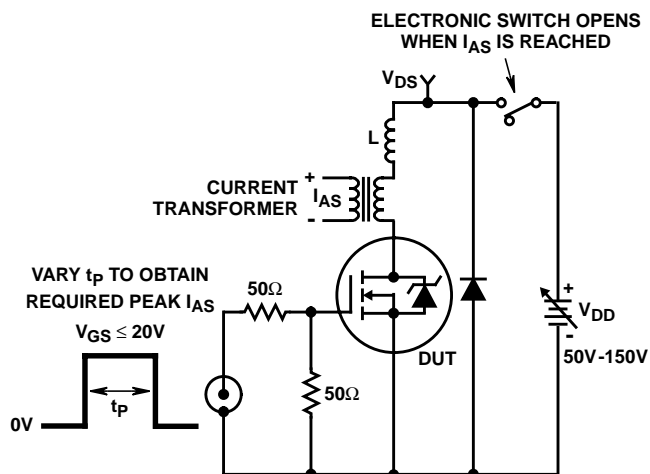 ELECTRONIC SWITCH OPENS
WHEN IAS IS REACHED
VDS
L
+
CURRENT
TRANSFORMER
IAS
-
VARY tP TO OBTAIN
REQUIRED PEAK IAS
50Ω
VGS ≤ 20V
+
VDD
-
DUT
50V-150V
50Ω
0V
tP